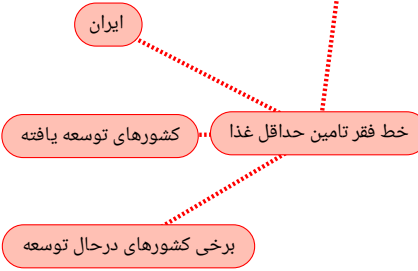 ایران
خط فقر تامین حداقل غذا
کشورهای توسعه یافته
برخی کشورهای درحال توسعه